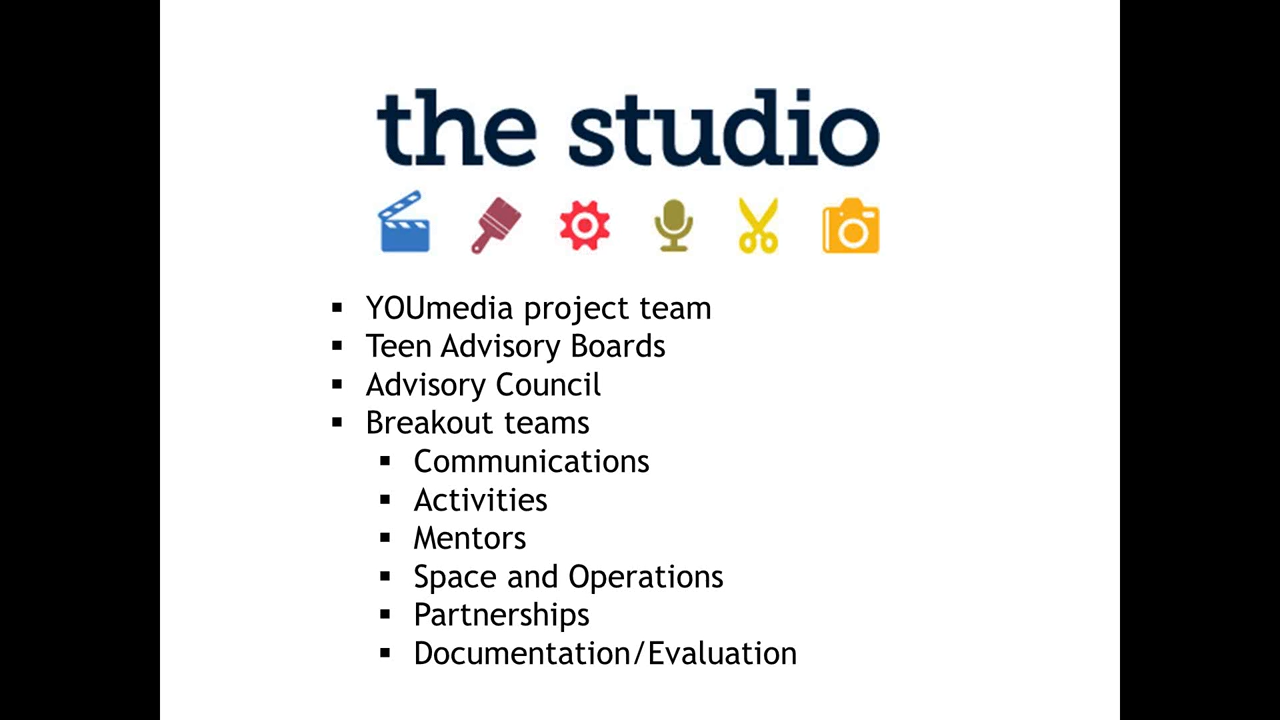 the studio
▪ YOUmedia project team
▪ Teen Advisory Boards
▪ Advisory Council
▪ Breakout teams
▪ Communications
▪ Activities
▪ Mentors
▪ Space and Operations
▪ Partnerships
▪ Documentation/Evaluation